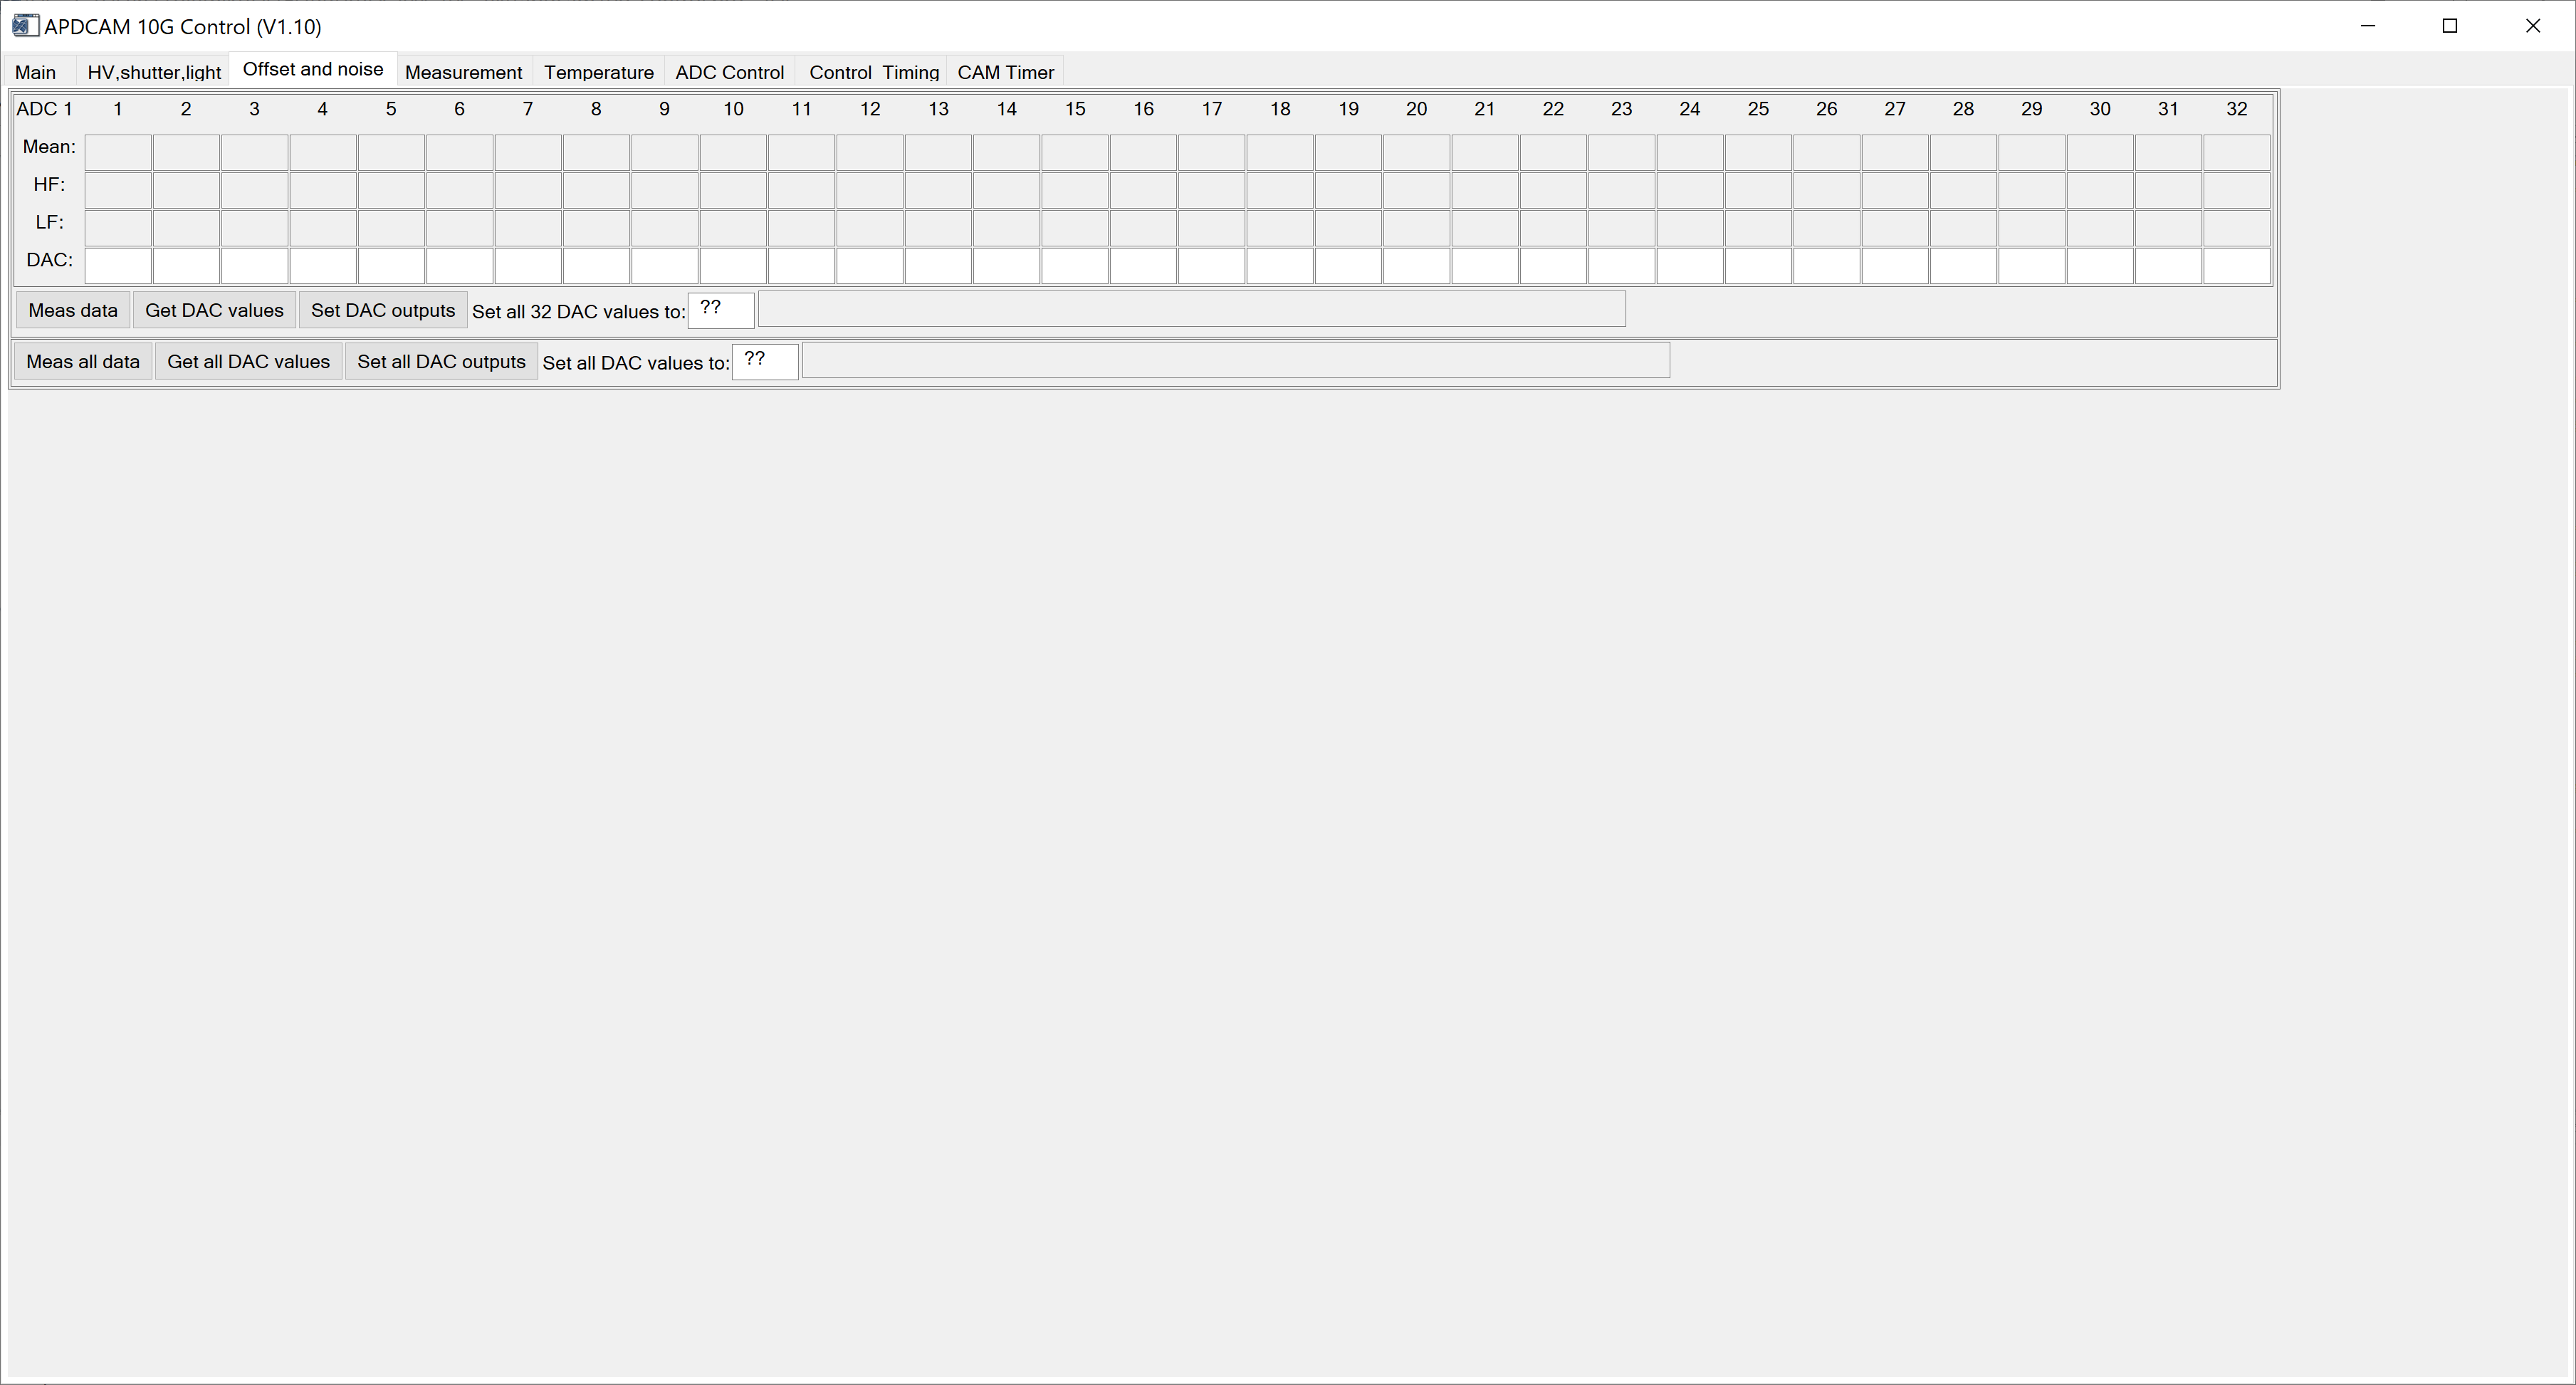 APDCAM 10G Control (V1.10)
Main HV,shutter,light Offset and noise Measurement Temperature ADC Control Control Timing CAM Timer
ADC 1 1 2 3 4 5 6 7 8 9 10 11 12 13 14 15 16 17 18 19 20 21 22 23 24 25 26 27 28 29 30 31 32
Mean:
HF:
LF:
DAC:
Meas data Get DAC values Set DAC outputs Set all 32 DAC values to: ??
Meas all data Get all DAC values Set all DAC outputs Set all DAC values to: ??